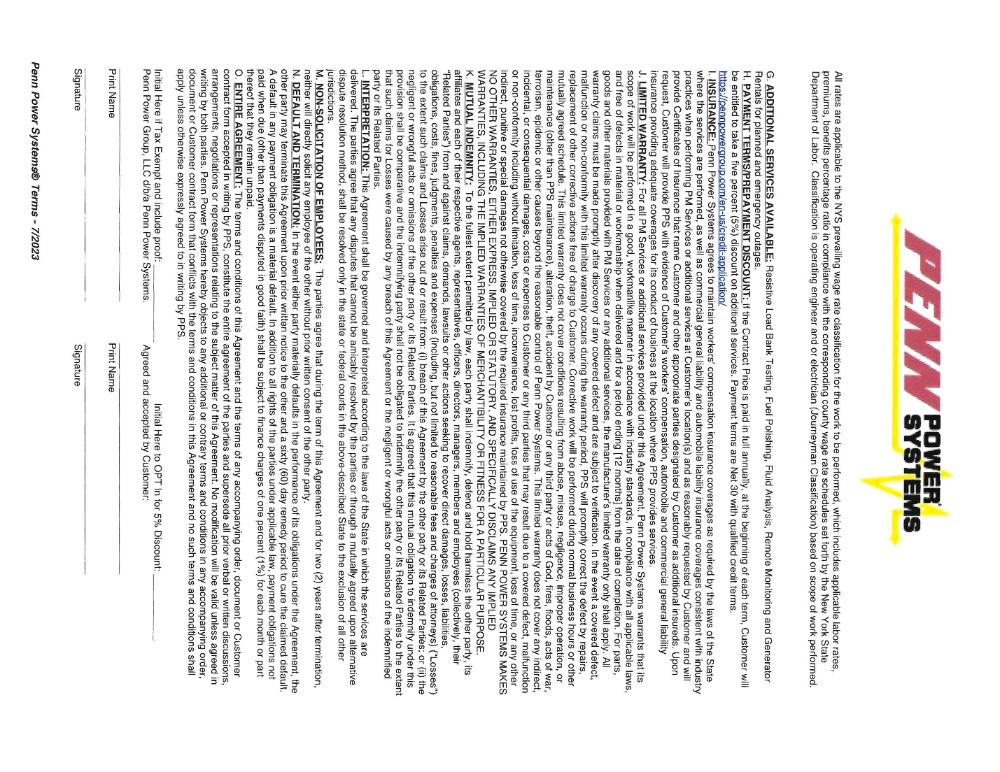 PENN POWER®
SYSTEMS
All rates are applicable to the NYS prevailing wage rate classification for the work to be performed, which includes applicable labor rates,
premiums, benefits percentage ratio in compliance with the corresponding county wage rate schedules set forth by the New York State
Department of Labor. Classification is operating engineer and or electrician (Journeyman Classification) based on scope of work performed.
G. ADDITIONAL SERVICES AVAILABLE: Resistive Load Bank Testing, Fuel Polishing, Fluid Analysis, Remote Monitoring and Generator
Rentals for planned and emergency outages.
H. PAYMENT TERMS/PREPAYMENT DISCOUNT: If the Contract Price is paid in full annually, at the beginning of each term, Customer will
be entitled to take a five percent (5%) discount on additional services. Payment terms are Net 30 with qualified credit terms.
https://pennpowergroup.com/en-us/credit-application/
I. INSURANCE: Penn Power Systems agrees to maintain workers' compensation insurance coverages as required by the laws of the State
where the services are performed, as well as commercial general liability and automobile liability insurance coverages consistent with industry
practices when performing PM Services or additional services at Customer's location(s) and as reasonably requested by Customer and will
provide Certificates of Insurance that name Customer and other appropriate parties designated by Customer as additional insureds. Upon
request, Customer will provide PPS with evidence of Customer's workers' compensation, automobile and commercial general liability
insurance providing adequate coverages for its conduct of business at the location where PPS provides services.
J. LIMITED WARRANTY: For all PM Services or additional services provided under this Agreement, Penn Power Systems warrants that its
scope of work will be performed in a good, workmanlike manner in accordance with industry standards, in compliance with all applicable laws,
and free of defects in material or workmanship when delivered and for a period ending [12 months] from the date of completion. For parts,
goods and other materials provided with PM Services or any additional services, the manufacturer's limited warranty only shall apply. All
warranty claims must be made promptly after discovery of any covered defect and are subject to verification. In the event a covered defect,
malfunction or non-conformity with this limited warranty occurs during the warranty period, PPS will promptly correct the defect by repairs,
replacement of other corrective actions free of charge to Customer. Corrective work will be performed during normal business hours or other
mutually agreed schedule. This limited warranty does not cover conditions resulting from abuse, misuse, negligence, improper operation, or
maintenance (other than PPS maintenance), alteration, theft, accident by Customer or any third party or acts of God, fires, floods, acts of war,
terrorism, epidemic or other causes beyond the reasonable control of Penn Power Systems. This limited warranty does not cover any indirect,
incidental, or consequential damages, costs or expenses to Customer or any third parties that may result due to a covered defect, malfunction
or non-conformity including without limitation, loss of time, inconvenience, lost profits, loss of use of the equipment, loss of time, or any other
indirect, punitive or special damages not otherwise covered by the required insurance maintained by PPS. PENN POWER SYSTEMS MAKES
NO OTHER WARRANTIES, EITHER EXPRESS, IMPLIED OR STATUTORY, AND SPECIFICALLY DISCLAIMS ANY IMPLIED
WARRANTIES, INCLUDING THE IMPLIED WARRANTIES OF MERCHANTIBILITY OR FITNESS FOR A PARTICULAR PURPOSE.
K. MUTUAL INDEMNITY: To the fullest extent permitted by law, each party shall indemnify, defend and hold harmless the other party, its
affiliates and each of their respective agents, representatives, officers, directors, managers, members and employees (collectively, their
"Related Parties") from and against claims, demands, lawsuits or other actions seeking to recover direct damages, losses, liabilities,
obligations, costs, fines, judgments, penalties and expenses (including, but not limited to reasonable fees and charges of attorneys) ("Losses")
to the extent such claims and Losses arise out of or result from: (i) breach of this Agreement by the other party or its Related Parties; or (ii) the
negligent or wrongful acts or omissions of the other party or its Related Parties. It is agreed that this mutual obligation to indemnify under this
provision shall be comparative and the indemnifying party shall not be obligated to indemnify the other party or its Related Parties to the extent
that such claims for Losses were caused by any breach of this Agreement or the negligent or wrongful acts or omissions of the indemnified
party or its Related Parties.
L. INTERPRETATION: This Agreement shall be governed and interpreted according to the laws of the State in which the services are
delivered. The parties agree that any disputes that cannot be amicably resolved by the parties or through a mutually agreed upon alternative
dispute resolution method, shall be resolved only in the state or federal courts in the above-described State to the exclusion of all other
jurisdictions.
M. NON-SOLICITATION OF EMPLOYEES: The parties agree that during the term of this Agreement and for two (2) years after termination,
neither will directly solicit any employee of the other without prior written consent of the other party.
N. DEFAULT AND TERMINATION: In the event either party materially defaults in the performance of its obligations under the Agreement, the
other party may terminate this Agreement upon prior written notice to the other and a sixty (60) day remedy period to cure the claimed default.
A default in any payment obligation is a material default. In addition to all rights of the parties under applicable law, payment obligations not
paid when due (other than payments disputed in good faith) shall be subject to finance charges of one percent (1%) for each month or part
thereof that they remain unpaid.
O. ENTIRE AGREEMENT: The terms and conditions of this Agreement and the terms of any accompanying order, document or Customer
contract form accepted in writing by PPS, constitute the entire agreement of the parties and supersede all prior verbal or written discussions,
arrangements, negotiations or representations relating to the subject matter of this Agreement. No modification will be valid unless agreed in
writing by both parties. Penn Power Systems hereby objects to any additional or contrary terms and conditions in any accompanying order,
document or Customer contract form that conflicts with the terms and conditions in this Agreement and no such terms and conditions shall
apply unless otherwise expressly agreed to in writing by PPS.
Initial Here if Tax Exempt and include proof: Initial Here to OPT In for 5% Discount:
Penn Power Group, LLC d/b/a Penn Power Systems. Agreed and accepted by Customer:
Print Name Print Name
Signature Signature
Penn Power Systems® Terms - 7/2023